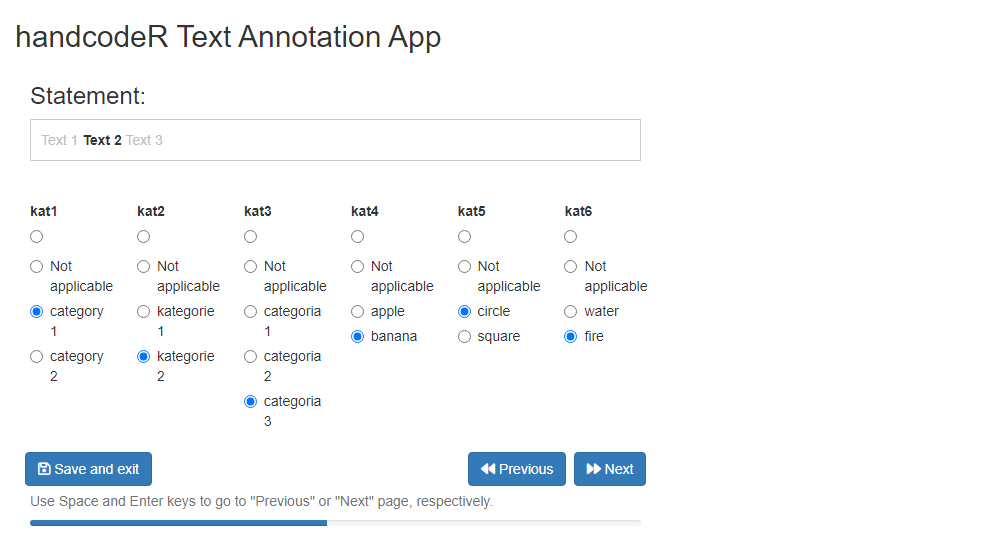 handcodeR Text Annotation App
Statement:
Text 1 Text 2 Text 3
kat1 kat2 kat3 kat4 kat5 kat6
Not Not Not Not Not Not
applicable applicable applicable applicable applicable applicable
category kategorie categoria apple circle water
1 1 1
banana square fire
category kategorie categoria
2 2 2
categoria
3
Save and exit Previous Next
Use Space and Enter keys to go to "Previous" or "Next" page, respectively.